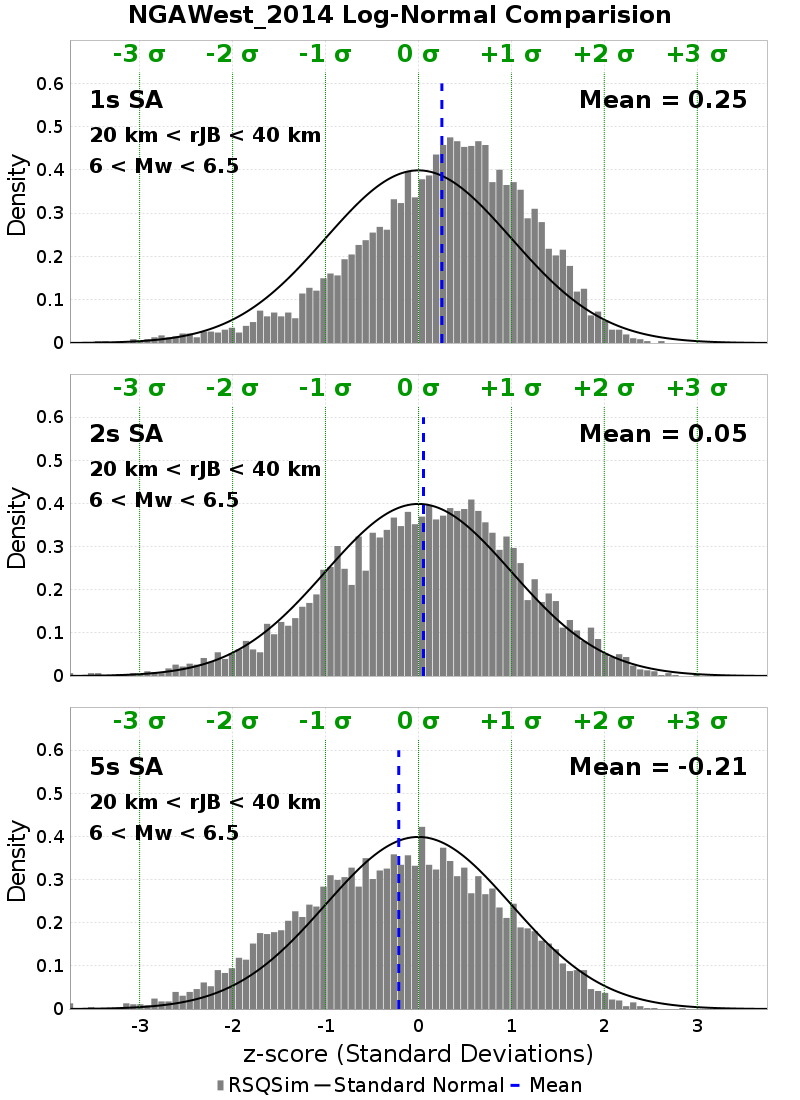 NGAWest_2014 Log-Normal Comparision
-3 σ -2 σ -1 σ 0 σ +1 σ +2 σ +3 σ
0.6
1s SA Mean = 0.25
0.5
20 km < rJB < 40 km
6 < Mw < 6.5
0.4
Density
0.3
0.2
0.1
0
-3 σ -2 σ -1 σ 0 σ +1 σ +2 σ +3 σ
0.6
2s SA Mean = 0.05
0.5
20 km < rJB < 40 km
6 < Mw < 6.5
0.4
Density
0.3
0.2
0.1
0
-3 σ -2 σ -1 σ 0 σ +1 σ +2 σ +3 σ
0.6
5s SA Mean = -0.21
0.5
20 km < rJB < 40 km
6 < Mw < 6.5
0.4
Density
0.3
0.2
0.1
0
-3 -2 -1 0 1 2 3
z-score (Standard Deviations)
RSQSim Standard Normal Mean